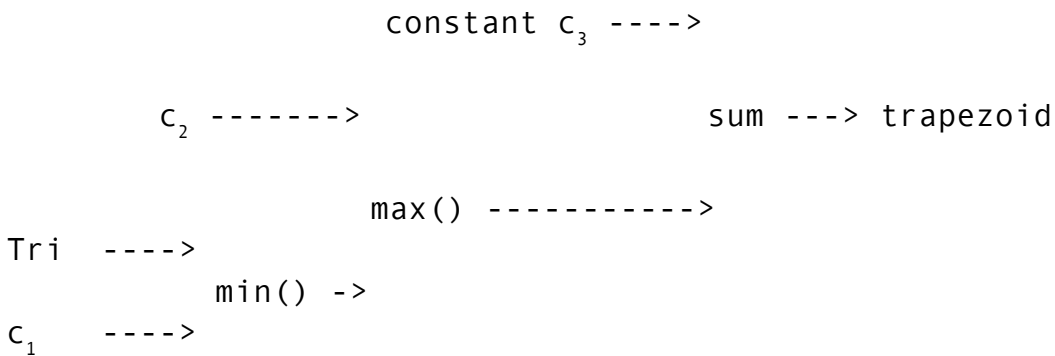 constant c₃ ---->
c₂ -------> sum ---> trapezoid
max() ----------->
Tri ---->
min() ->
c₁ ---->